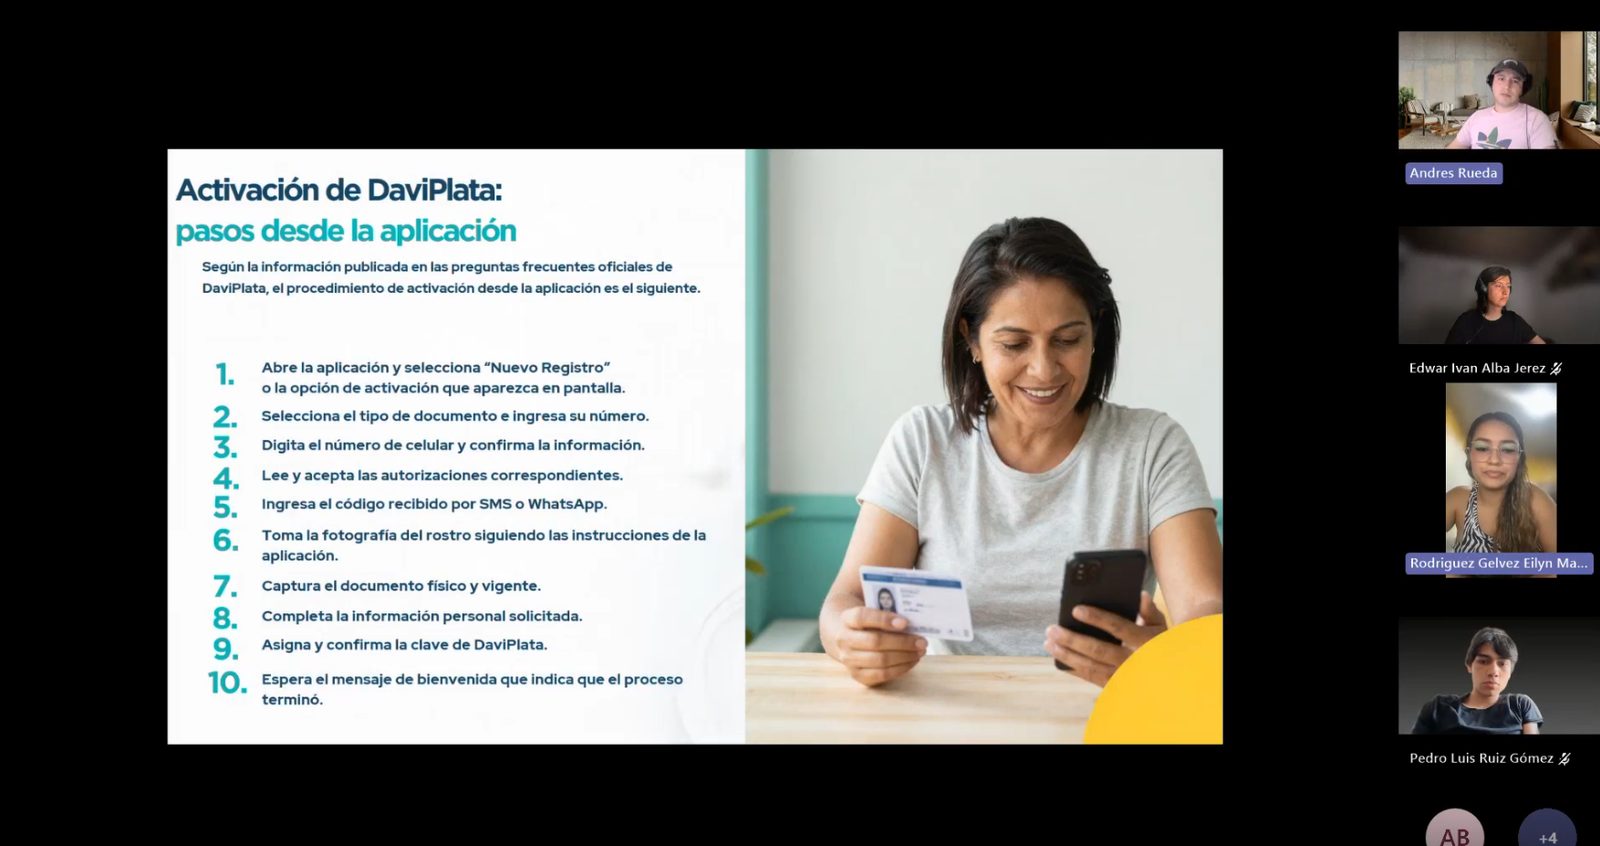 Activación de DaviPlata:
pasos desde la aplicación
Según la información publicada en las preguntas frecuentes oficiales de
DaviPlata, el procedimiento de activación desde la aplicación es el siguiente.
1. Abre la aplicación y selecciona “Nuevo Registro”
o la opción de activación que aparezca en pantalla.
2. Selecciona el tipo de documento e ingresa su número.
3. Digita el número de celular y confirma la información.
4. Lee y acepta las autorizaciones correspondientes.
5. Ingresa el código recibido por SMS o WhatsApp.
6. Toma la fotografía del rostro siguiendo las instrucciones de la
aplicación.
7. Captura el documento físico y vigente.
8. Completa la información personal solicitada.
9. Asigna y confirma la clave de DaviPlata.
10. Espera el mensaje de bienvenida que indica que el proceso
terminó.
Andres Rueda
Edwar Ivan Alba Jerez
Rodriguez Gelvez Eilyn Ma...
Pedro Luis Ruiz Gómez
AB
+4